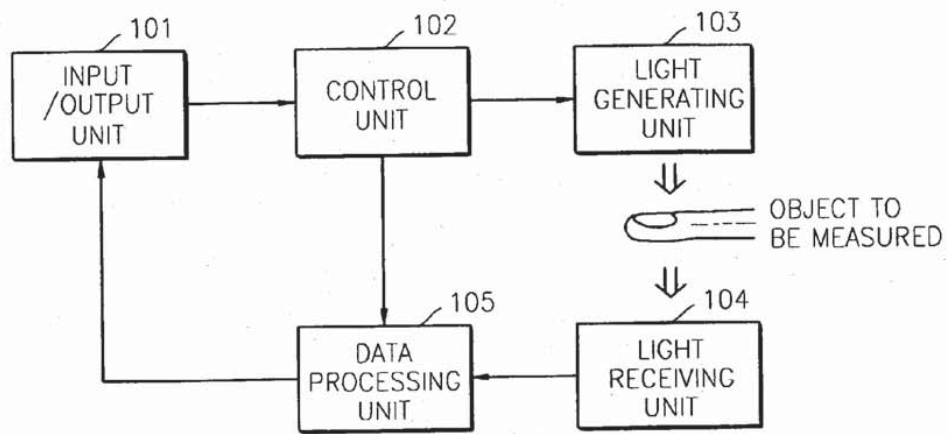 101
INPUT
/OUTPUT
UNIT
102
CONTROL
UNIT
103
LIGHT
GENERATING
UNIT
OBJECT TO
BE MEASURED
104
LIGHT
RECEIVING
UNIT
105
DATA
PROCESSING
UNIT